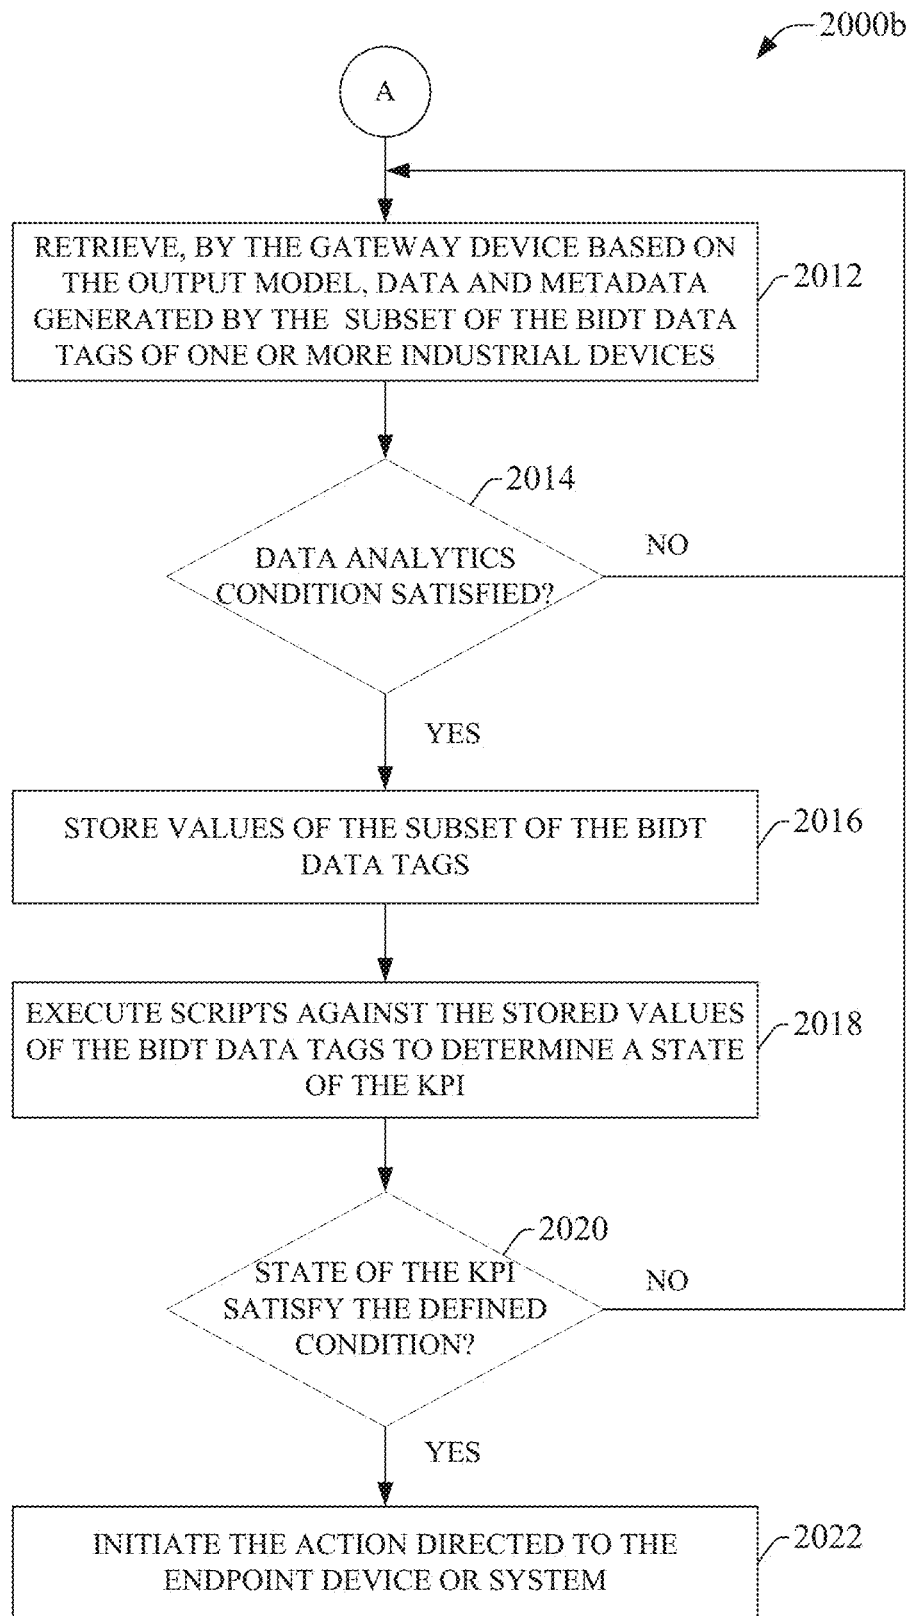 2000b
A
RETRIEVE, BY THE GATEWAY DEVICE BASED ON
THE OUTPUT MODEL, DATA AND METADATA
GENERATED BY THE SUBSET OF THE BIDT DATA
TAGS OF ONE OR MORE INDUSTRIAL DEVICES
2012
2014
DATA ANALYTICS
CONDITION SATISFIED?
NO
YES
STORE VALUES OF THE SUBSET OF THE BIDT
DATA TAGS
2016
EXECUTE SCRIPTS AGAINST THE STORED VALUES
OF THE BIDT DATA TAGS TO DETERMINE A STATE
OF THE KPI
2018
2020
STATE OF THE KPI
SATISFY THE DEFINED
CONDITION?
NO
YES
INITIATE THE ACTION DIRECTED TO THE
ENDPOINT DEVICE OR SYSTEM
2022